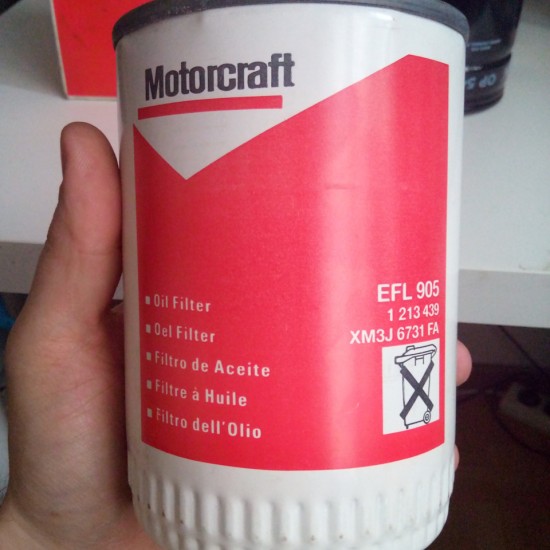 Motorcraft
EFL 905
1 213 439
XM3J 6731 FA
▪ Oil Filter
▪ Oel Filter
▪ Filtro de Aceite
▪ Filtre à Huile
▪ Filtro dell'Olio